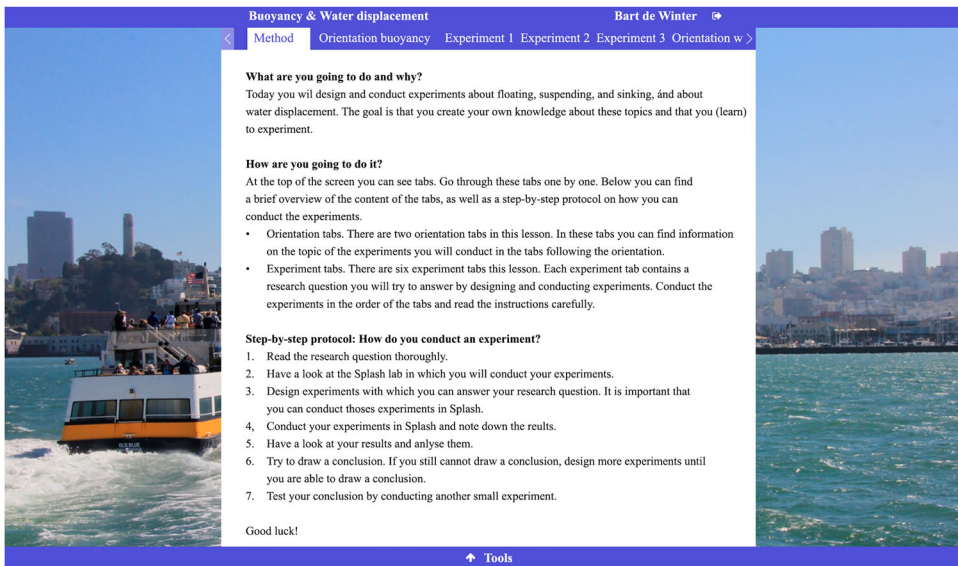 Buoyancy & Water displacement
Bart de Winter
Method
Orientation buoyancy
Experiment 1
Experiment 2
Experiment 3
Orientation w
What are you going to do and why?
Today you wil design and conduct experiments about floating, suspending, and sinking, ánd about
water displacement. The goal is that you create your own knowledge about these topics and that you (learn)
to experiment.
How are you going to do it?
At the top of the screen you can see tabs. Go through these tabs one by one. Below you can find
a brief overview of the content of the tabs, as well as a step-by-step protocol on how you can
conduct the experiments.
• Orientation tabs. There are two orientation tabs in this lesson. In these tabs you can find information
on the topic of the experiments you will conduct in the tabs following the orientation.
• Experiment tabs. There are six experiment tabs this lesson. Each experiment tab contains a
research question you will try to answer by designing and conducting experiments. Conduct the
experiments in the order of the tabs and read the instructions carefully.
Step-by-step protocol: How do you conduct an experiment?
1. Read the research question thoroughly.
2. Have a look at the Splash lab in which you will conduct your experiments.
3. Design experiments with which you can answer your research question. It is important that
you can conduct thoses experiments in Splash.
4, Conduct your experiments in Splash and note down the reults.
5. Have a look at your results and anlyse them.
6. Try to draw a conclusion. If you still cannot draw a conclusion, design more experiments until
you are able to draw a conclusion.
7. Test your conclusion by conducting another small experiment.
Good luck!
OLD BLUE
Tools